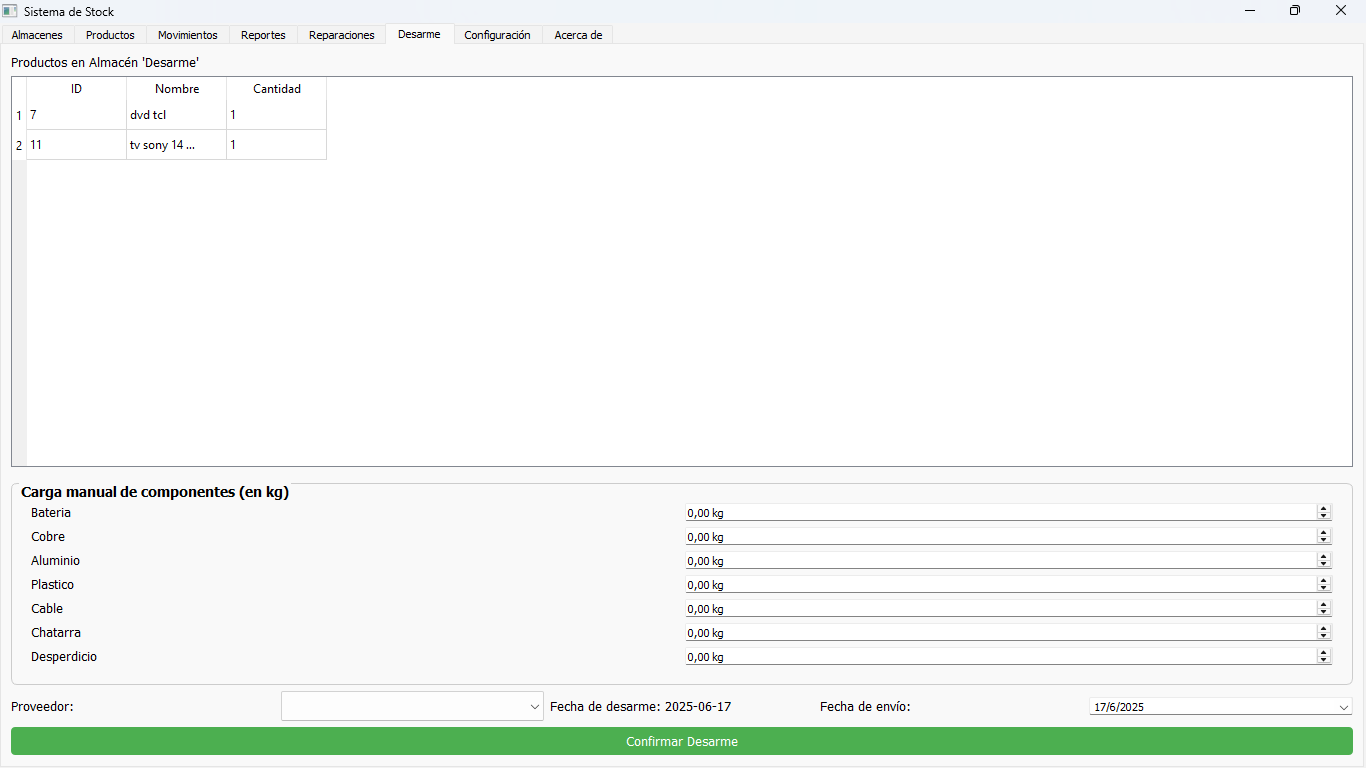 Sistema de Stock
Almacenes Productos Movimientos Reportes Reparaciones Desarme Configuración Acerca de
Productos en Almacén 'Desarme'
ID Nombre Cantidad
1 7 dvd tcl 1
2 11 tv sony 14 ... 1
Carga manual de componentes (en kg)
Bateria 0,00 kg
Cobre 0,00 kg
Aluminio 0,00 kg
Plastico 0,00 kg
Cable 0,00 kg
Chatarra 0,00 kg
Desperdicio 0,00 kg
Proveedor: Fecha de desarme: 2025-06-17 Fecha de envío: 17/6/2025
Confirmar Desarme